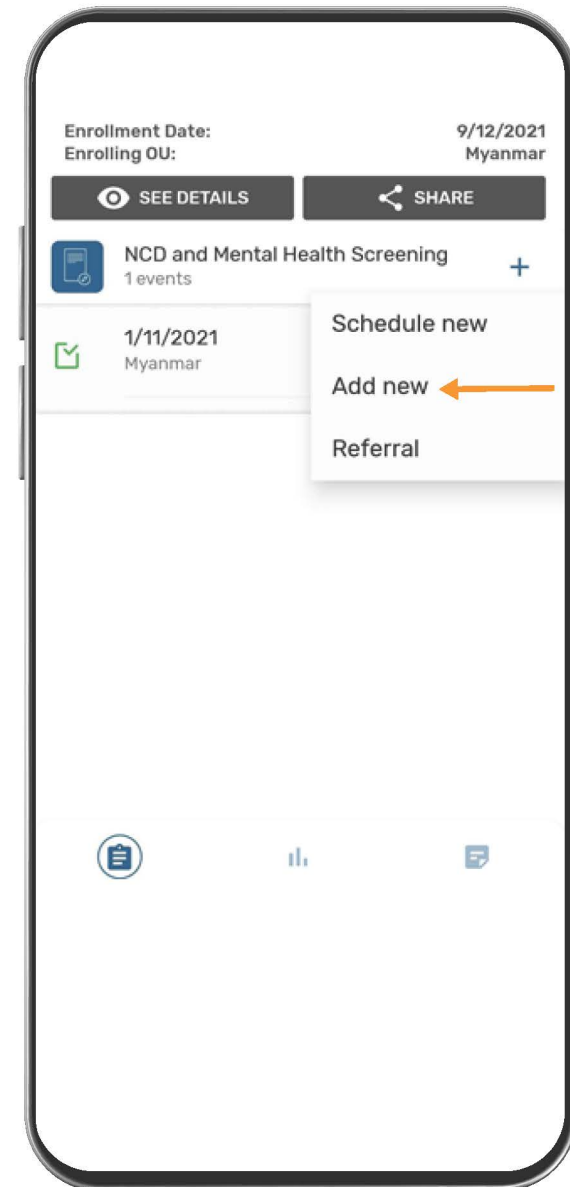 Enrollment Date: 9/12/2021
Enrolling OU: Myanmar
SEE DETAILS SHARE
NCD and Mental Health Screening
1 events
+
1/11/2021
Myanmar
Schedule new
Add new
Referral